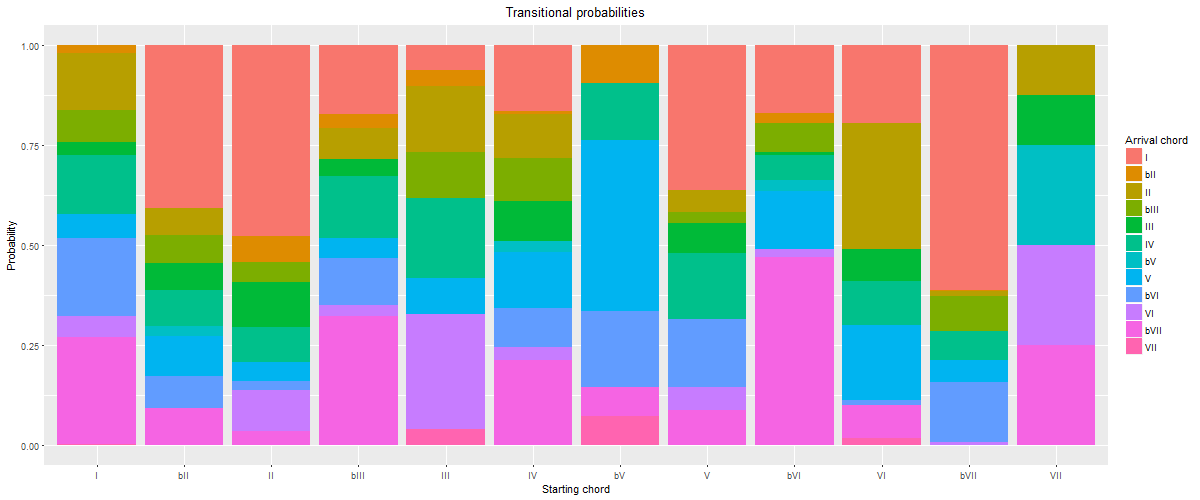 Transitional probabilities
Probability
1.00
0.75
0.50
0.25
0.00
I bII II bIII III IV bV V bVI VI bVII VII
Starting chord
Arrival chord
I
bII
II
bIII
III
IV
bV
V
bVI
VI
bVII
VII